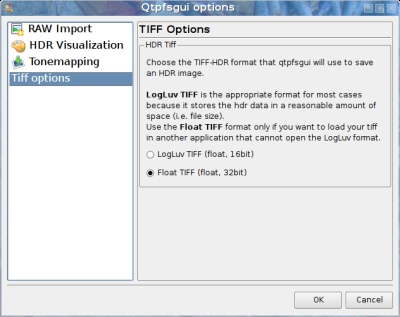 Qtpfsgui options
RAW Import
HDR Visualization
Tonemapping
Tiff options
TIFF Options
HDR Tiff
Choose the TIFF-HDR format that qtpfsgui will use to save
an HDR image.
LogLuv TIFF is the appropriate format for most cases
because it stores the hdr data in a reasonable amount of
space (i.e. file size).
Use the Float TIFF format only if you want to load your tiff
in another application that cannot open the LogLuv format.
LogLuv TIFF (float, 16bit)
Float TIFF (float, 32bit)
OK
Cancel